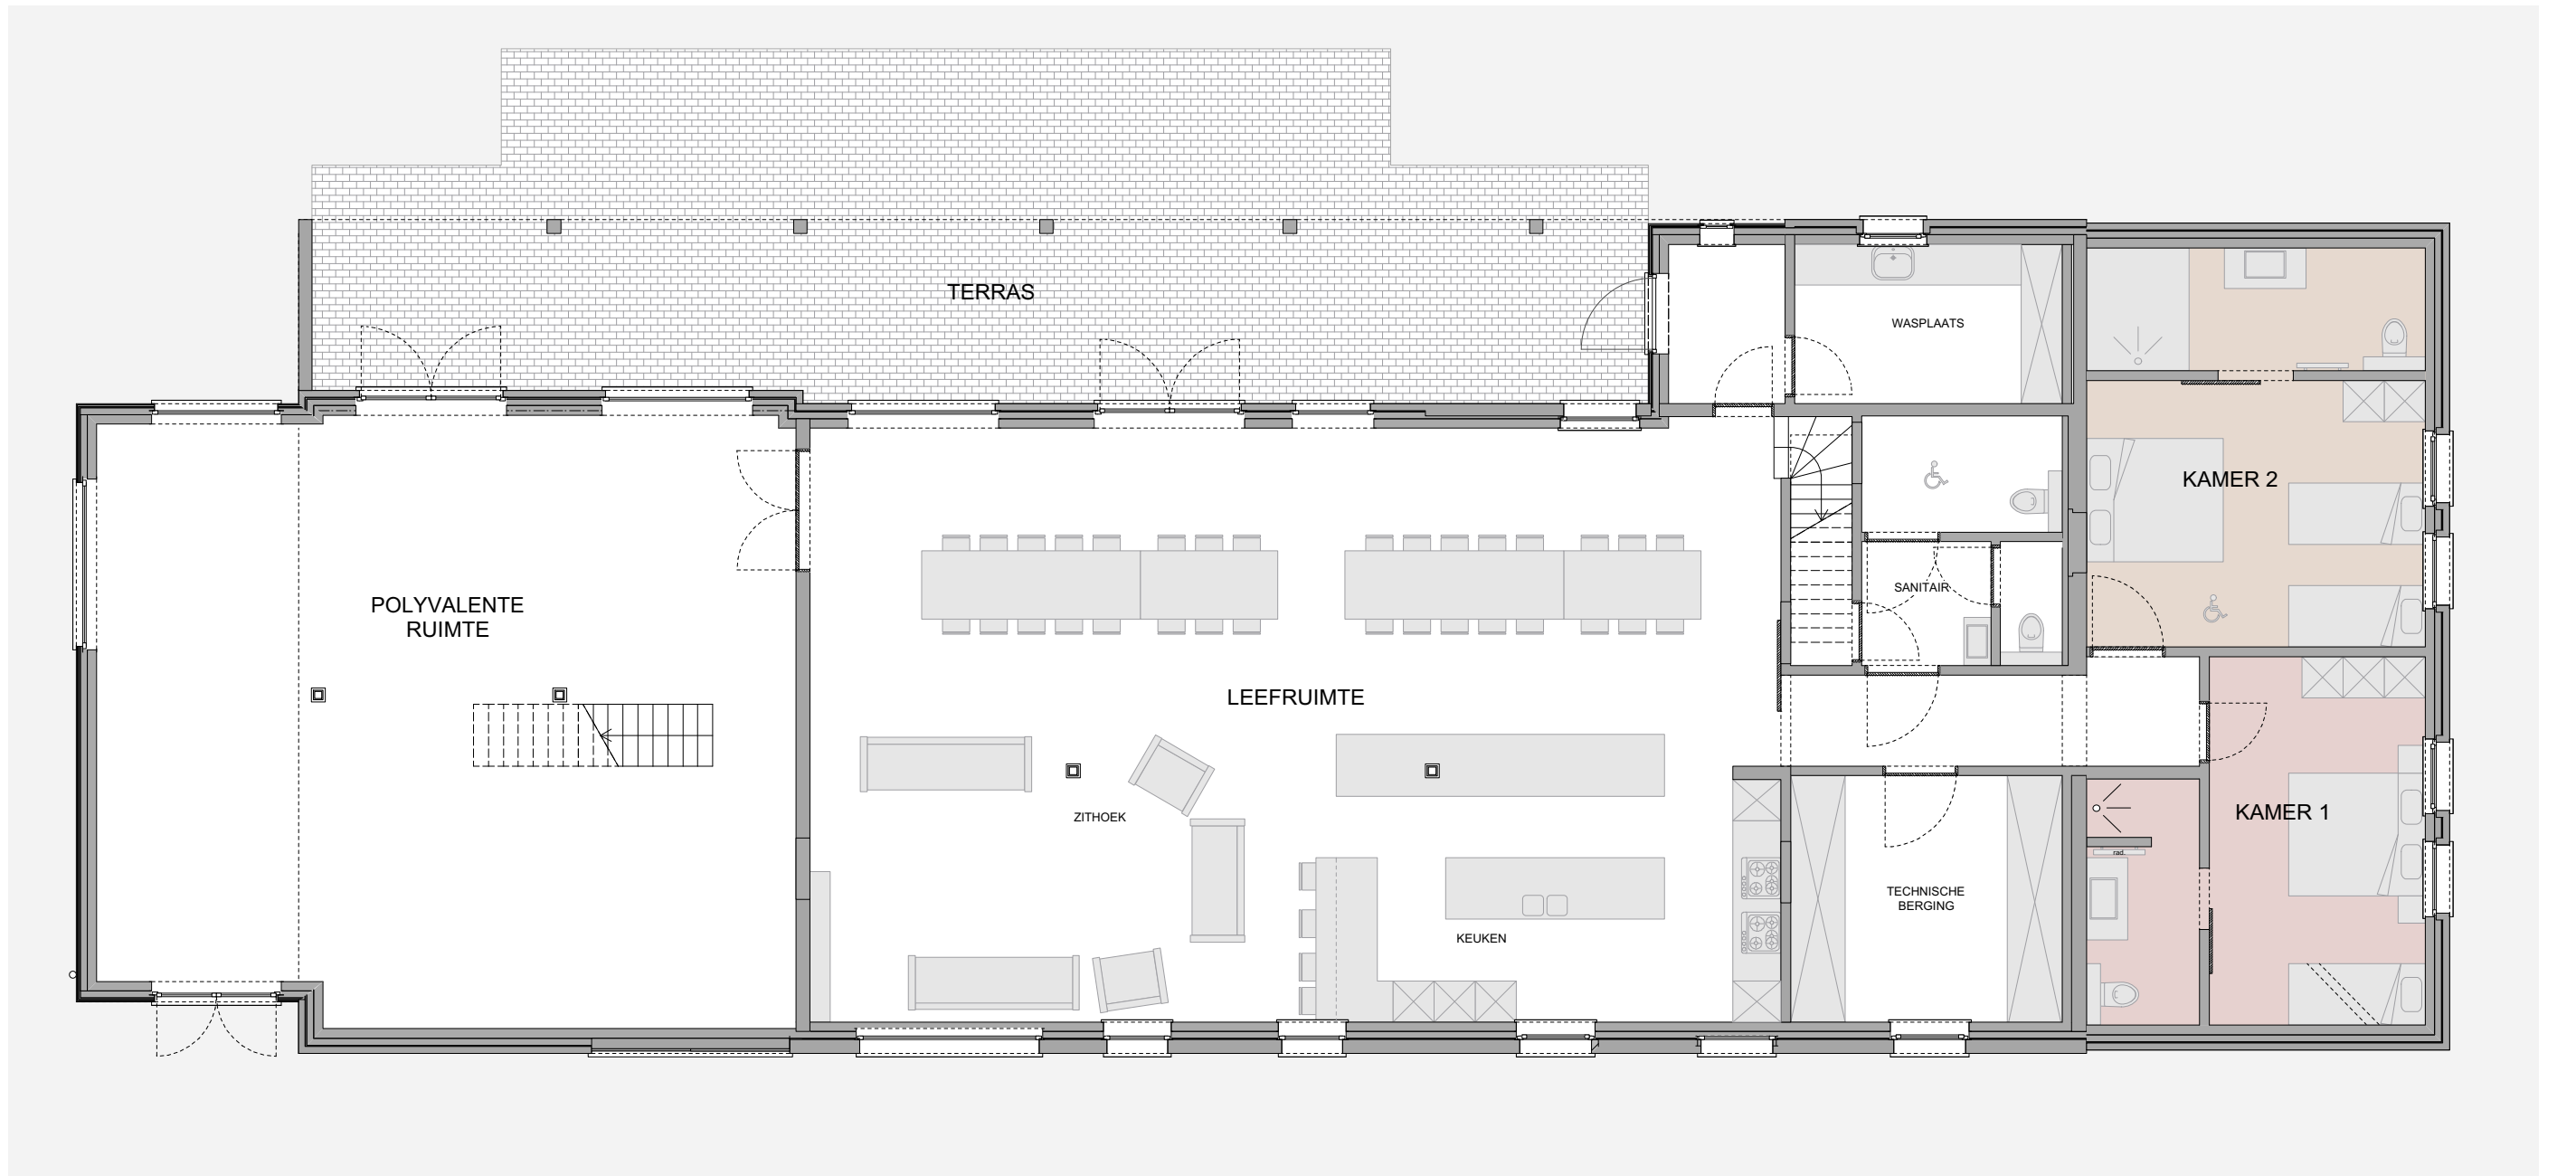 TERRAS
WASPLAATS
KAMER 2
SANITAIR
POLYVALENTE
RUIMTE
LEEFRUIMTE
ZITHOEK
KAMER 1
rad.
TECHNISCHE
BERGING
KEUKEN